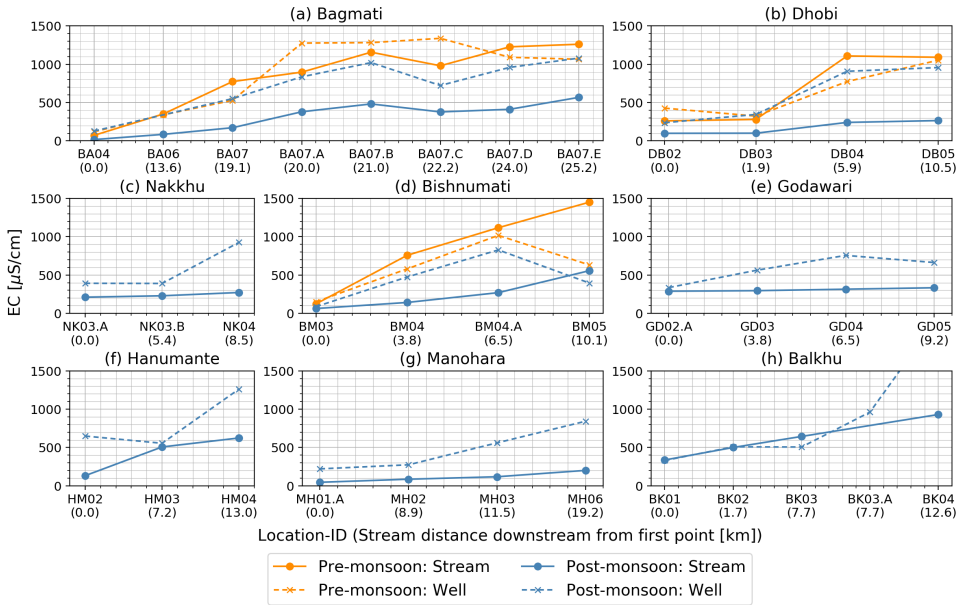 (a) Bagmati
(b) Dhobi
1500
1000
500
0
BA04 BA06 BA07 BA07.A BA07.B BA07.C BA07.D BA07.E
(0.0) (13.6) (19.1) (20.0) (21.0) (22.2) (24.0) (25.2)
1500
1000
500
0
DB02 DB03 DB04 DB05
(0.0) (1.9) (5.9) (10.5)
EC [μS/cm]
(c) Nakkhu
(d) Bishnumati
(e) Godawari
1500
1000
500
0
NK03.A NK03.B NK04
(0.0) (5.4) (8.5)
1500
1000
500
0
BM03 BM04 BM04.A BM05
(0.0) (3.8) (6.5) (10.1)
1500
1000
500
0
GD02.A GD03 GD04 GD05
(0.0) (3.8) (6.5) (9.2)
(f) Hanumante
(g) Manohara
(h) Balkhu
1500
1000
500
0
HM02 HM03 HM04
(0.0) (7.2) (13.0)
1500
1000
500
0
MH01.A MH02 MH03 MH06
(0.0) (8.9) (11.5) (19.2)
1500
1000
500
0
BK01 BK02 BK03 BK03.A BK04
(0.0) (1.7) (7.7) (7.7) (12.6)
Location-ID (Stream distance downstream from first point [km])
Pre-monsoon: Stream
Pre-monsoon: Well
Post-monsoon: Stream
Post-monsoon: Well